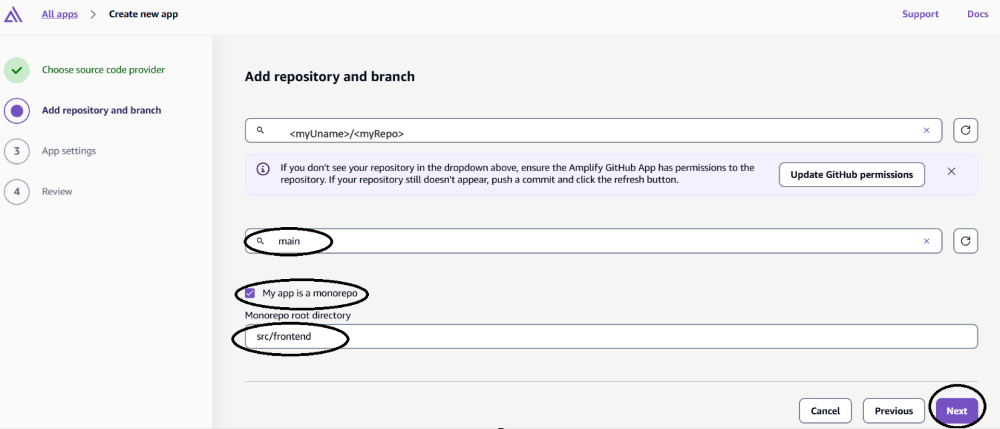 All apps > Create new app
Support
Docs
Choose source code provider
Add repository and branch
3 App settings
4 Review
Add repository and branch
<myUname>/<myRepo>
If you don't see your repository in the dropdown above, ensure the Amplify GitHub App has permissions to the
repository. If your repository still doesn't appear, push a commit and click the refresh button.
Update GitHub permissions
main
My app is a monorepo
Monorepo root directory
src/frontend
Cancel
Previous
Next